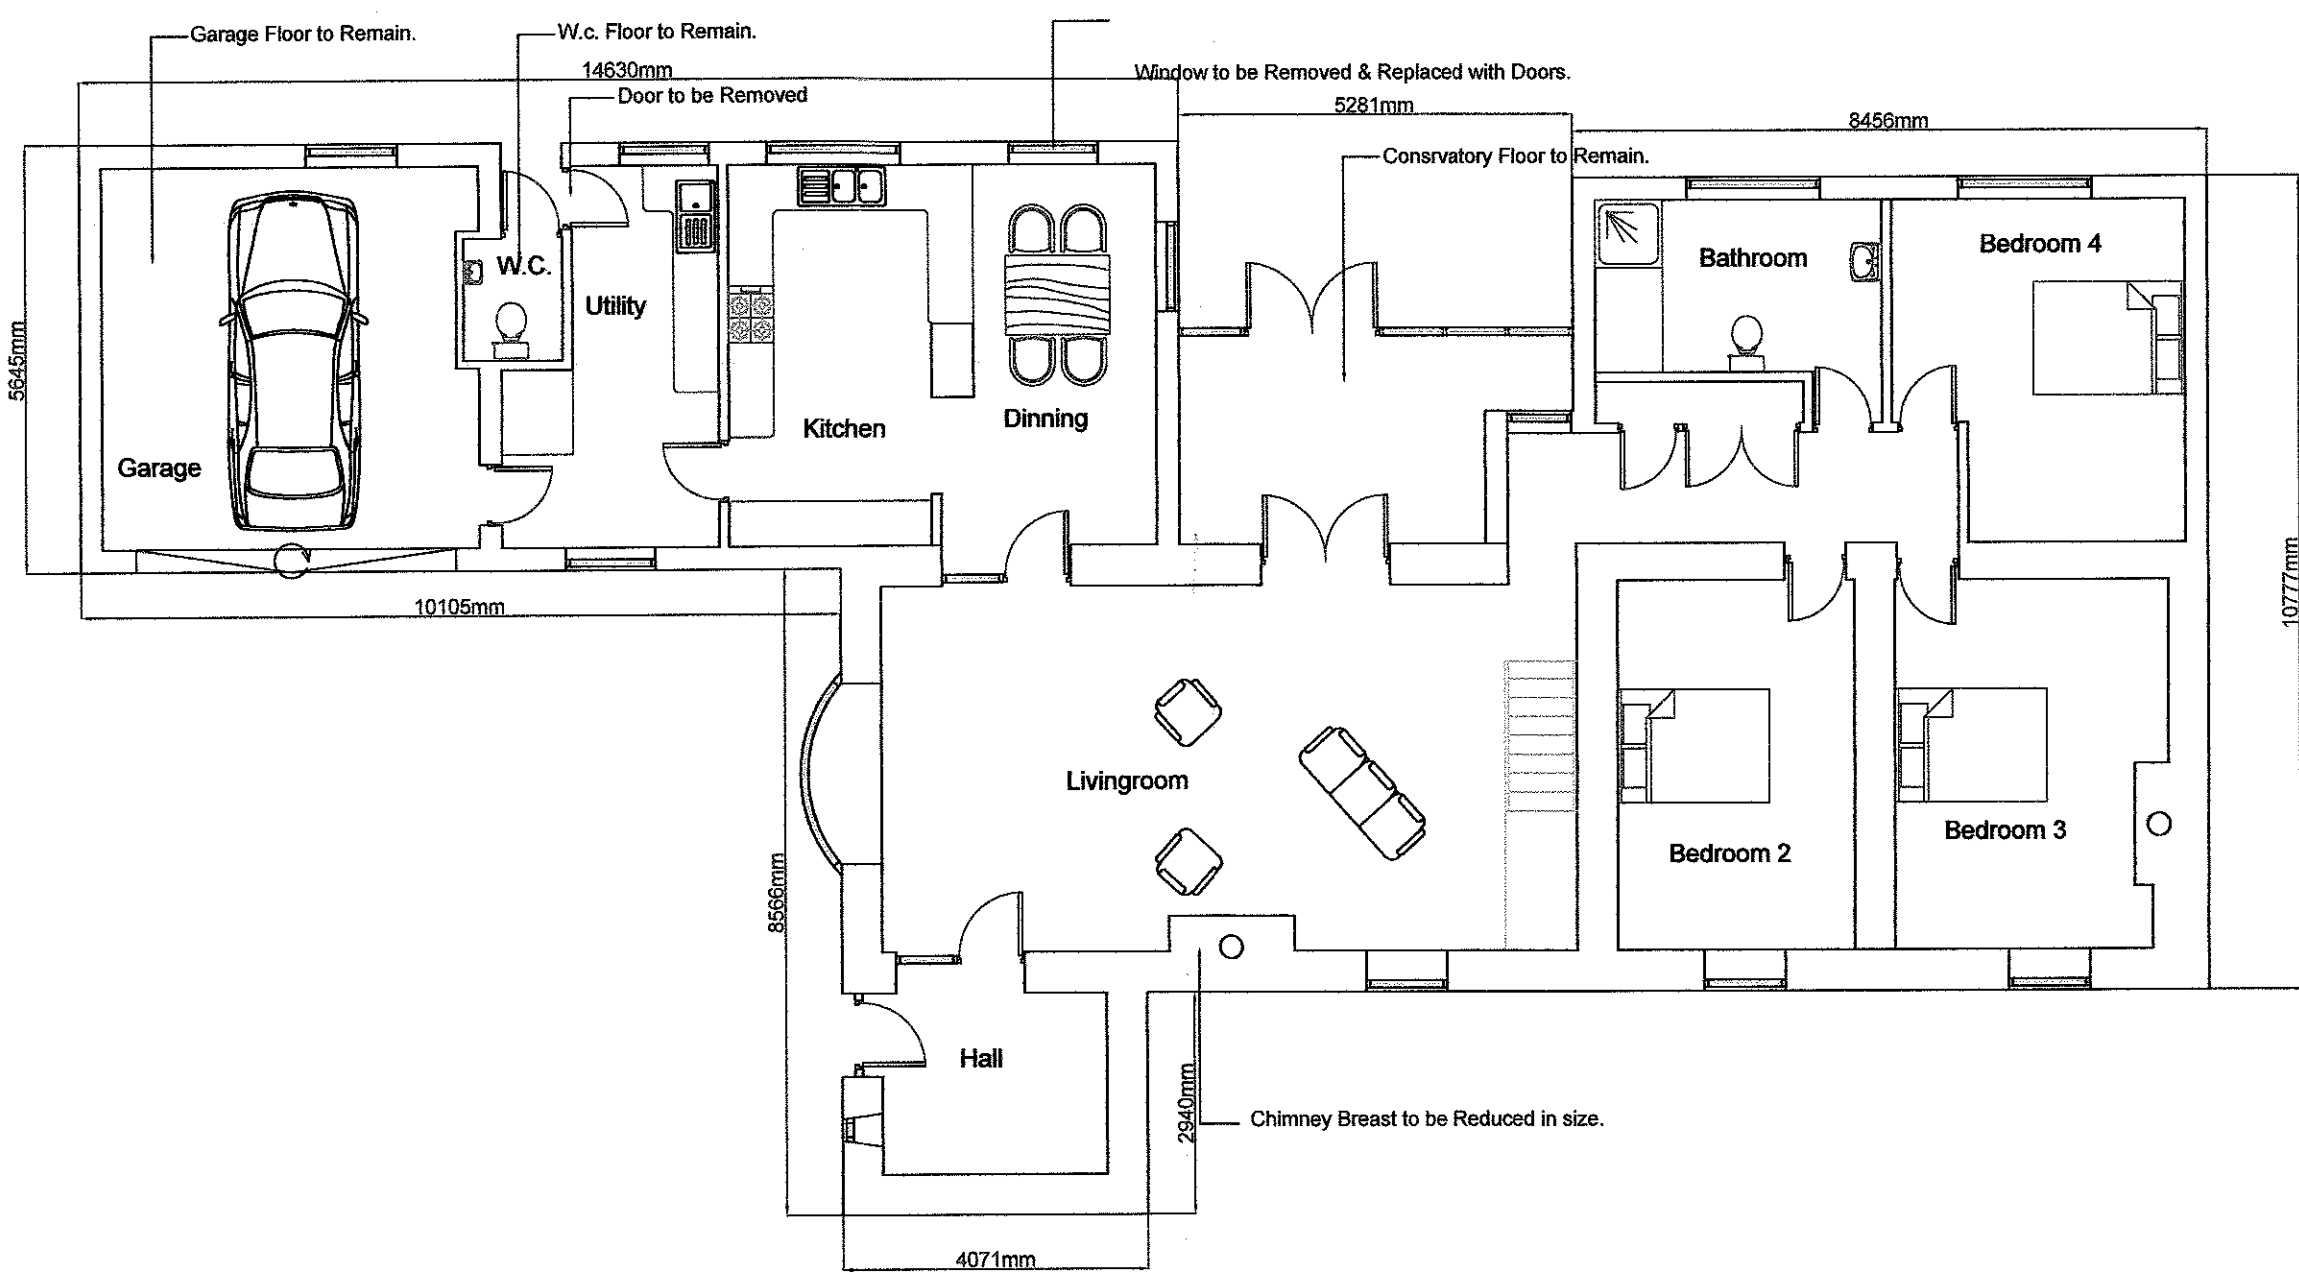 Garage Floor to Remain.
W.c. Floor to Remain.
14630mm
Window to be Removed & Replaced with Doors.
Door to be Removed
5281mm
8456mm
Consrvatory Floor to Remain.
W.C.
Bathroom
Bedroom 4
Utility
5645mm
Kitchen
Dinning
Garage
10777mm
10105mm
Livingroom
Bedroom 3
Bedroom 2
8566mm
Hall
2940mm
Chimney Breast to be Reduced in size.
4071mm